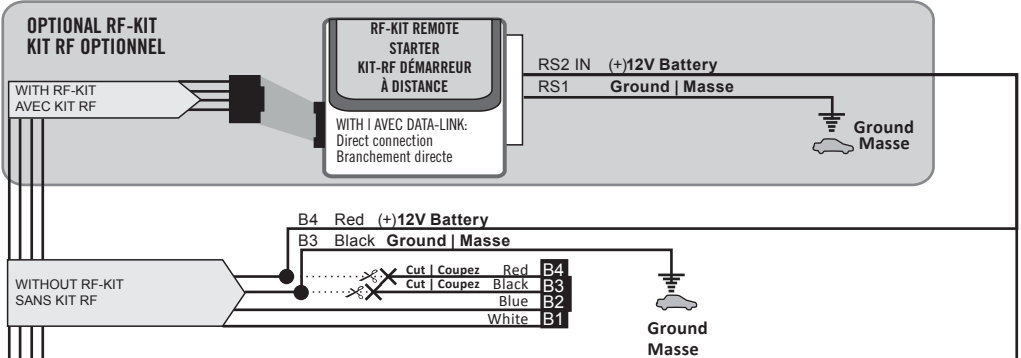 OPTIONAL RF-KIT
KIT RF OPTIONNEL
RF-KIT REMOTE
STARTER
KIT-RF DÉMARREUR
À DISTANCE
WITH RF-KIT
AVEC KIT RF
WITH | AVEC DATA-LINK:
Direct connection
Branchement directe
RS2 IN (+)12V Battery
RS1 Ground | Masse
Ground
Masse
B4 Red (+)12V Battery
B3 Black Ground | Masse
WITHOUT RF-KIT
SANS KIT RF
Cut | Coupez Red B4
Cut | Coupez Black B3
Blue B2
White B1
Ground
Masse